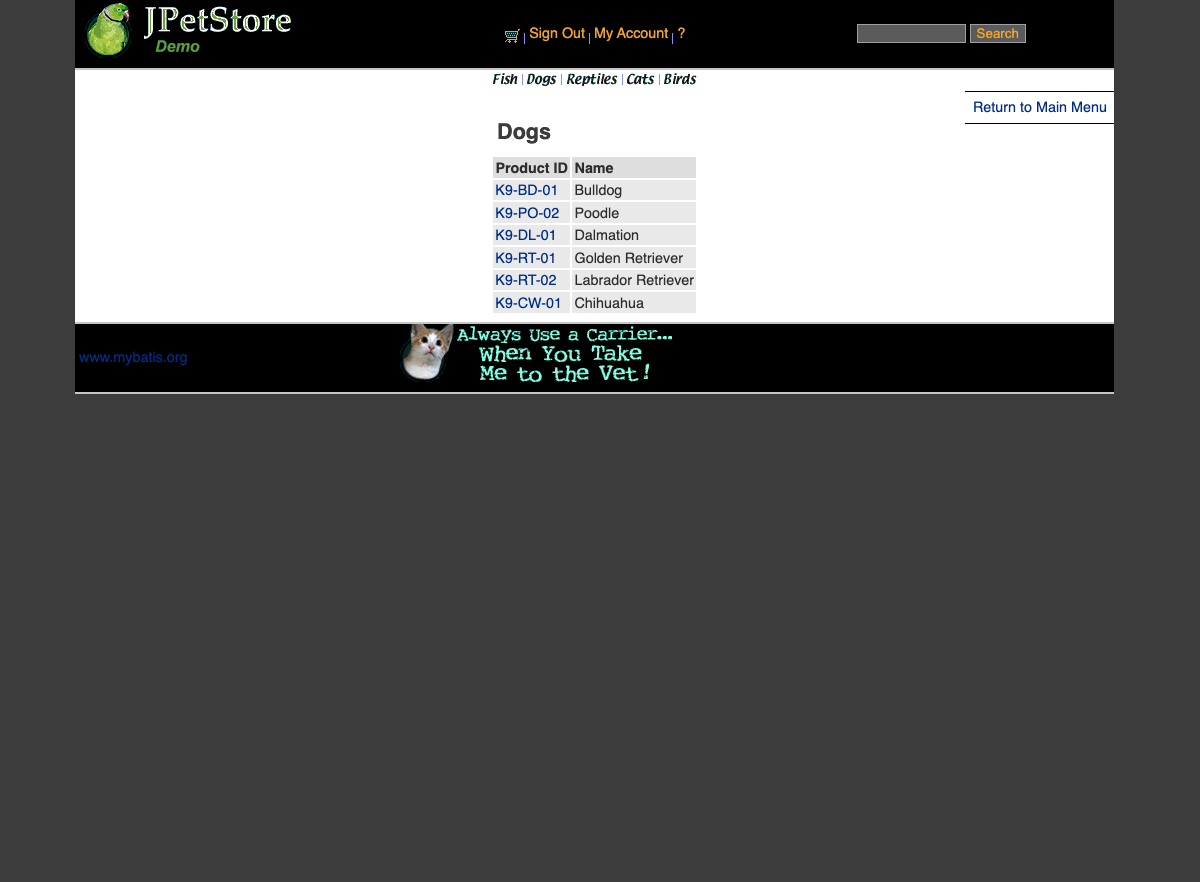 JPetStore
Demo
Sign Out | My Account | ?
Search
Fish | Dogs | Reptiles | Cats | Birds
Return to Main Menu
Dogs
Product ID Name
K9-BD-01 Bulldog
K9-PO-02 Poodle
K9-DL-01 Dalmation
K9-RT-01 Golden Retriever
K9-RT-02 Labrador Retriever
K9-CW-01 Chihuahua
www.mybatis.org
Always Use a Carrier...
When You Take
Me to the Vet!